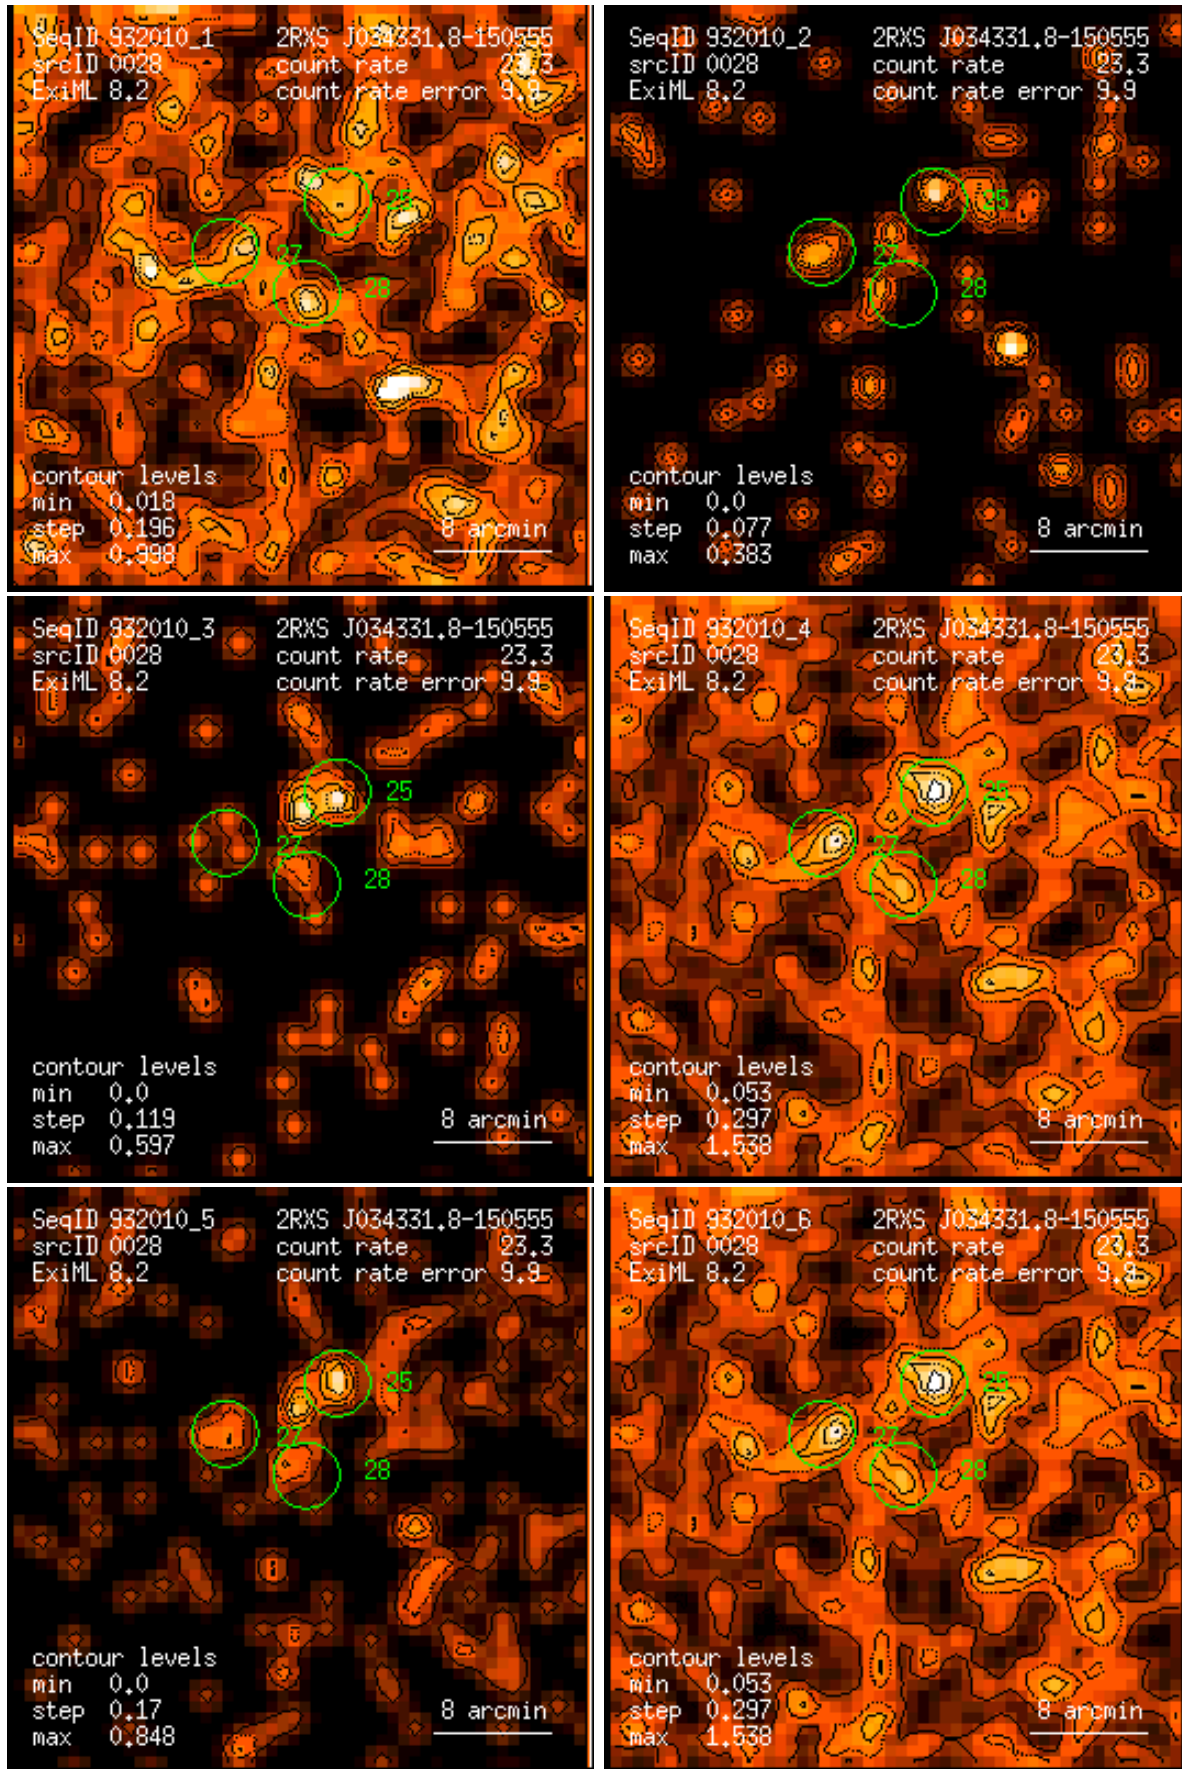 SeqID 932010_1 2RXS J034331.8-150555
srcID 0028 count rate 23.3
ExiML 8.2 count rate error 9.9
25
27
28
contour levels
min 0.018
step 0.196 8 arcmin
max 0.998
SeqID 932010_2 2RXS J034331.8-150555
srcID 0028 count rate 23.3
ExiML 8.2 count rate error 9.9
25
27
28
contour levels
min 0.0
step 0.077 8 arcmin
max 0.383
SeqID 932010_3 2RXS J034331.8-150555
srcID 0028 count rate 23.3
ExiML 8.2 count rate error 9.9
25
27
28
contour levels
min 0.0
step 0.119 8 arcmin
max 0.597
SeqID 932010_4 2RXS J034331.8-150555
srcID 0028 count rate 23.3
ExiML 8.2 count rate error 9.9
25
27
28
contour levels
min 0.053
step 0.297 8 arcmin
max 1.538
SeqID 932010_5 2RXS J034331.8-150555
srcID 0028 count rate 23.3
ExiML 8.2 count rate error 9.9
25
27
28
contour levels
min 0.0
step 0.17 8 arcmin
max 0.848
SeqID 932010_6 2RXS J034331.8-150555
srcID 0028 count rate 23.3
ExiML 8.2 count rate error 9.9
25
27
28
contour levels
min 0.053
step 0.297 8 arcmin
max 1.538